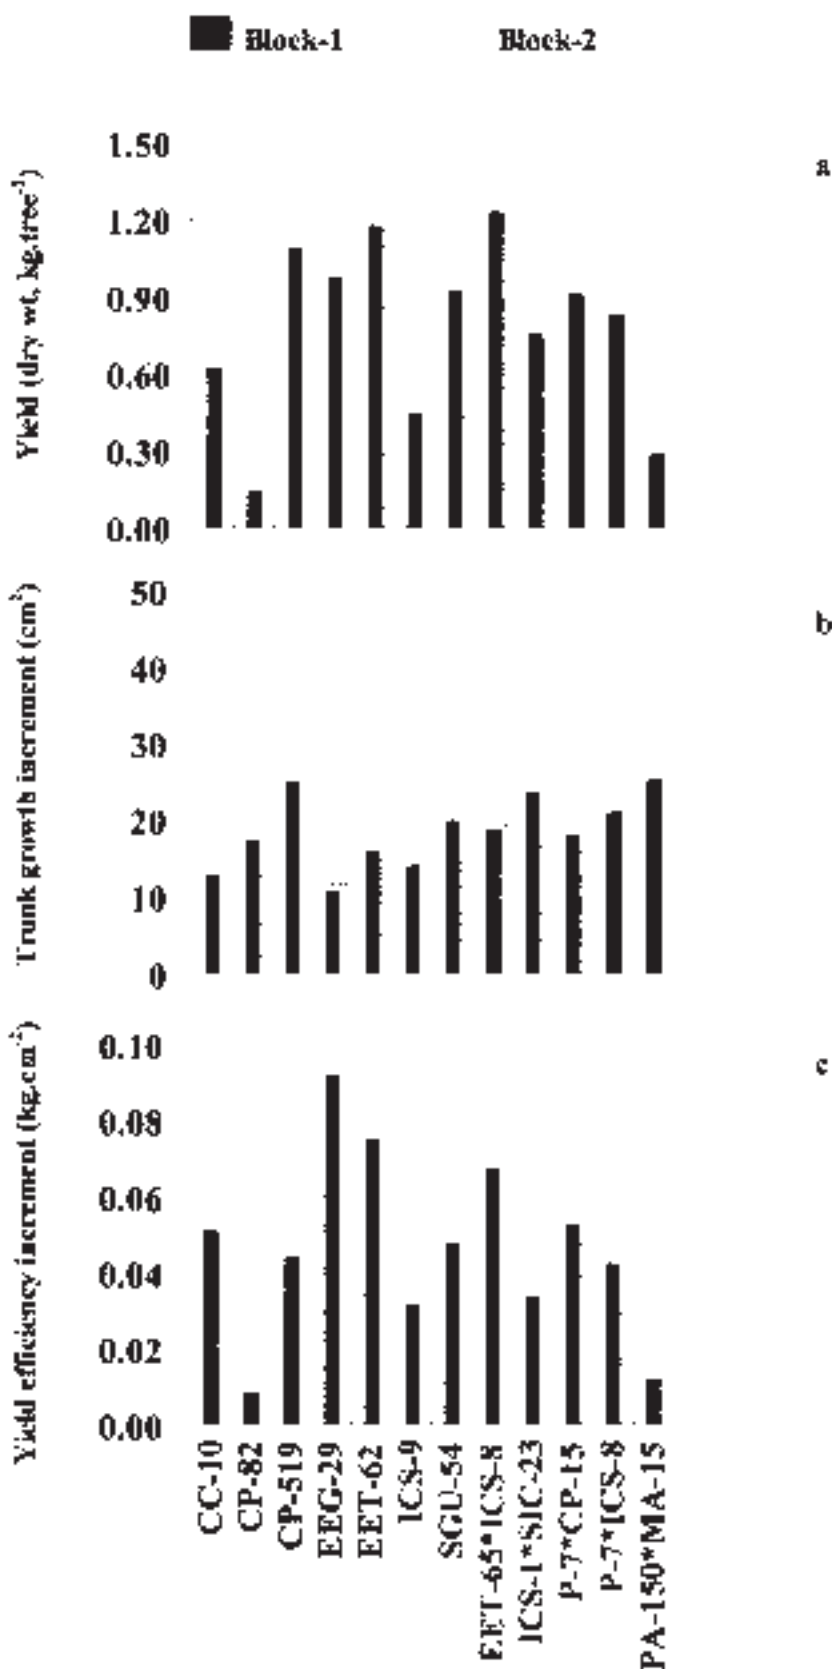 Block-1 Block-2
a
Yield (dry wt, kg.tree⁻¹)
1.50
1.20
0.90
0.60
0.30
0.00
b
Trunk growth increment (cm²)
50
40
30
20
10
0
c
Yield efficiency increment (kg.cm⁻²)
0.10
0.08
0.06
0.04
0.02
0.00
CC-10
CP-82
CP-519
EEG-29
EET-62
ICS-9
SGU-54
EET-65*ICS-8
ICS-1*SIC-23
P-7*CP-15
P-7*ICS-8
PA-150*MA-15